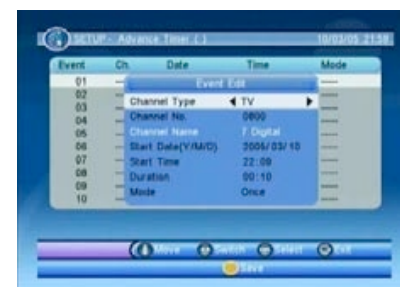 SETUP - Advance Timer ( ) 10/03/05 21:59
Event Ch. Date Time Mode
Event Edit
01
02
03
04
05
06
07
08
09
10
Channel Type TV
Channel No. 0800
Channel Name 7 Digital
Start Date(Y/M/D) 2005/03/10
Start Time 22:09
Duration 00:10
Mode Once
Move Switch Select Exit
Save